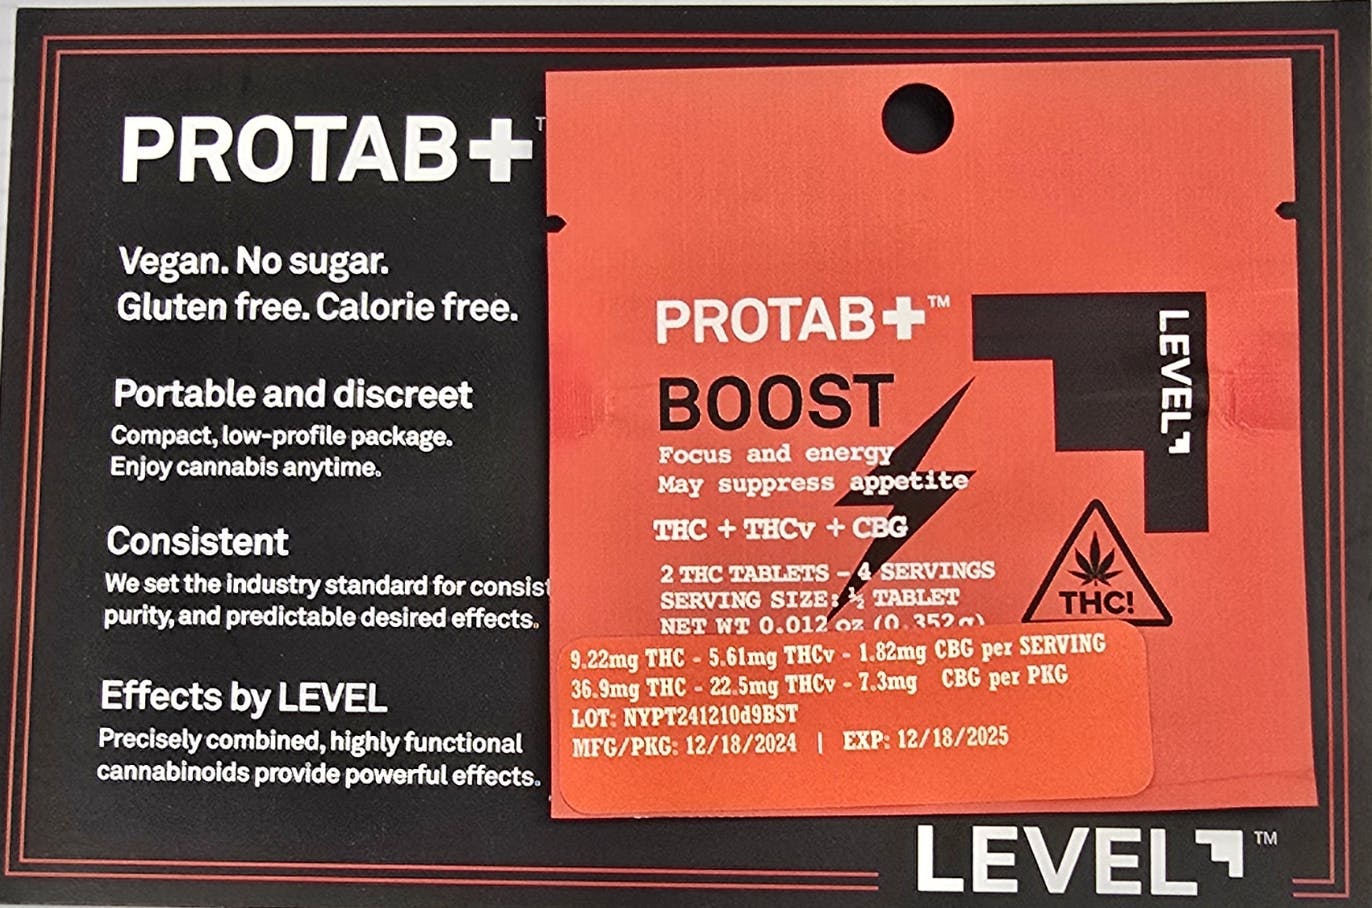 PROTAB+
Vegan. No sugar.
Gluten free. Calorie free.
Portable and discreet
Compact, low-profile package.
Enjoy cannabis anytime.
Consistent
We set the industry standard for consist
purity, and predictable desired effects.
Effects by LEVEL
Precisely combined, highly functional
cannabinoids provide powerful effects.
PROTAB+™
BOOST
Focus and energy
May suppress appetite
THC + THCv + CBG
2 THC TABLETS - 4 SERVINGS
SERVING SIZE: ½ TABLET
NET WT 0.012 oz (0.352g)
LEVEL
THC!
9.22mg THC - 5.61mg THCv - 1.82mg CBG per SERVING
36.9mg THC - 22.5mg THCv - 7.3mg CBG per PKG
LOT: NYPT241210d9BST
MFG/PKG: 12/18/2024 | EXP: 12/18/2025
LEVEL™